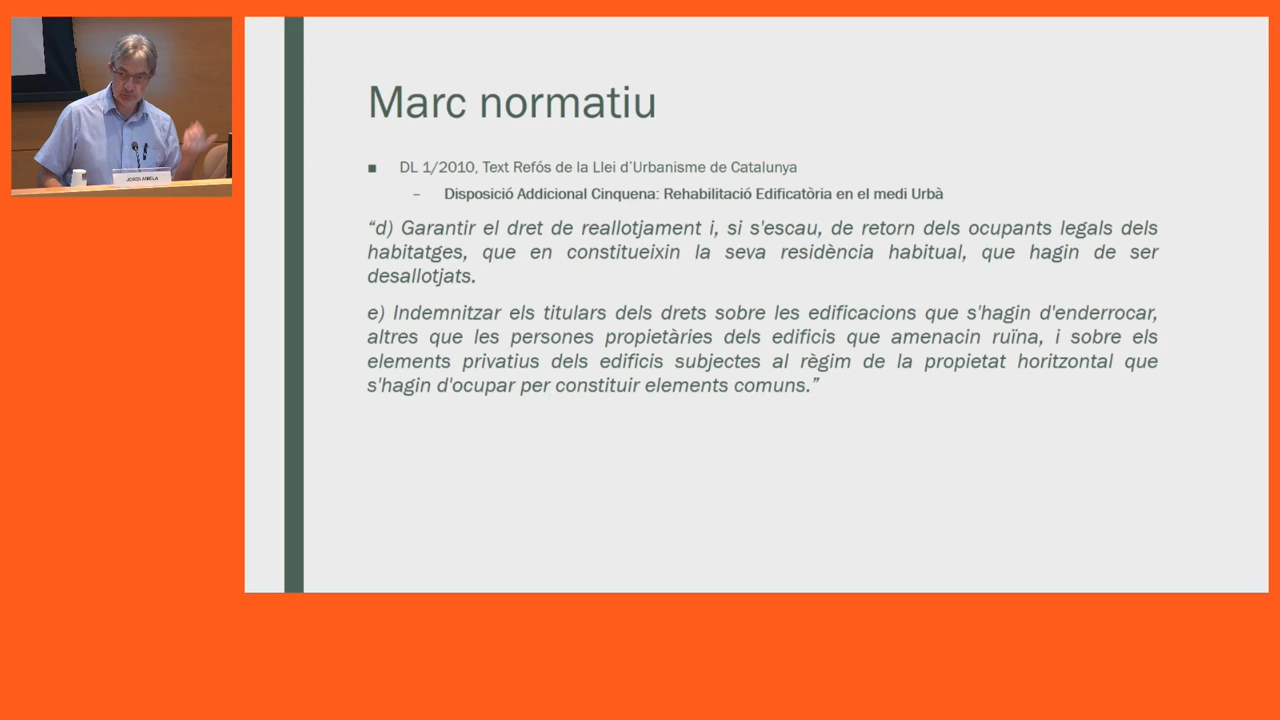 Marc normatiu
■ DL 1/2010, Text Refós de la Llei d'Urbanisme de Catalunya
– Disposició Addicional Cinquena: Rehabilitació Edificatòria en el medi Urbà
“d) Garantir el dret de reallotjament i, si s'escau, de retorn dels ocupants legals dels
habitatges, que en constitueixin la seva residència habitual, que hagin de ser
desallotjats.
e) Indemnitzar els titulars dels drets sobre les edificacions que s'hagin d'enderrocar,
altres que les persones propietàries dels edificis que amenacin ruïna, i sobre els
elements privatius dels edificis subjectes al règim de la propietat horitzontal que
s'hagin d'ocupar per constituir elements comuns.”